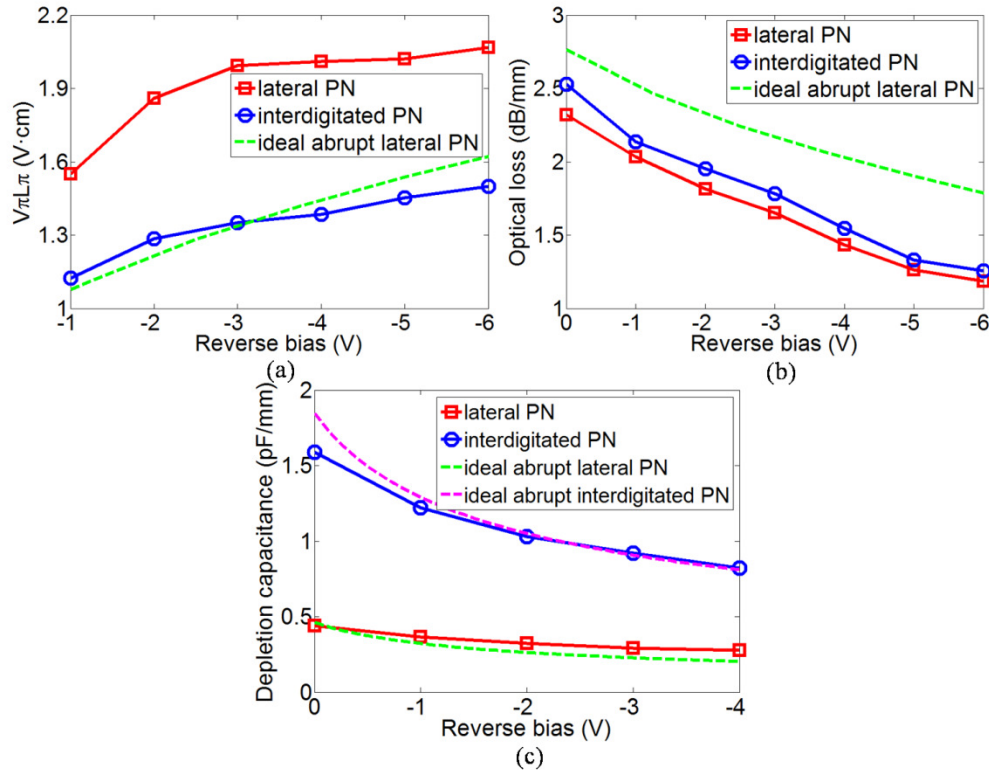 2.2
1.9
1.6
1.3
1
VπLπ (V·cm)
lateral PN
interdigitated PN
ideal abrupt lateral PN
-1 -2 -3 -4 -5 -6
Reverse bias (V)
(a)
3
2.5
2
1.5
1
Optical loss (dB/mm)
lateral PN
interdigitated PN
ideal abrupt lateral PN
0 -1 -2 -3 -4 -5 -6
Reverse bias (V)
(b)
2
1.5
1
0.5
0
Depletion capacitance (pF/mm)
lateral PN
interdigitated PN
ideal abrupt lateral PN
ideal abrupt interdigitated PN
0 -1 -2 -3 -4
Reverse bias (V)
(c)